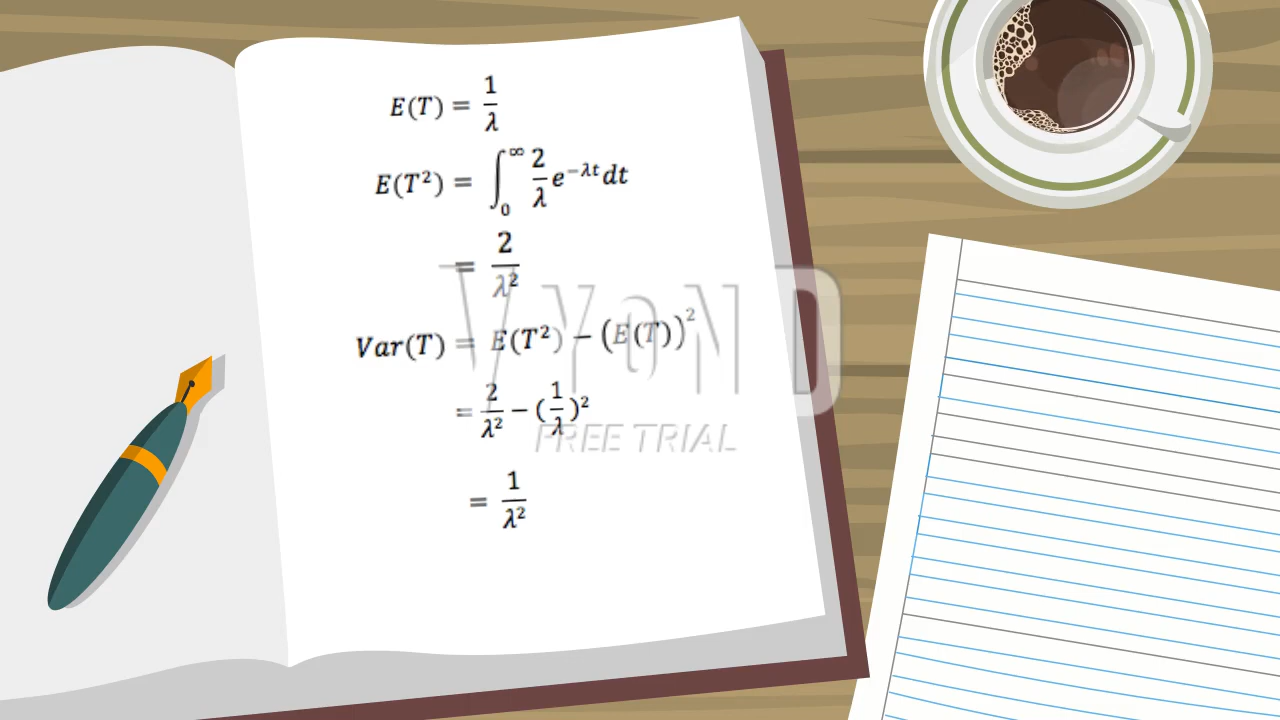 E(T) = 1/λ
E(T²) = ∫₀^∞ 2/λ e^{−λt} dt
= 2/λ²
Var(T) = E(T²) − (E(T))²
= 2/λ² − (1/λ)²
= 1/λ²
VYOND
FREE TRIAL